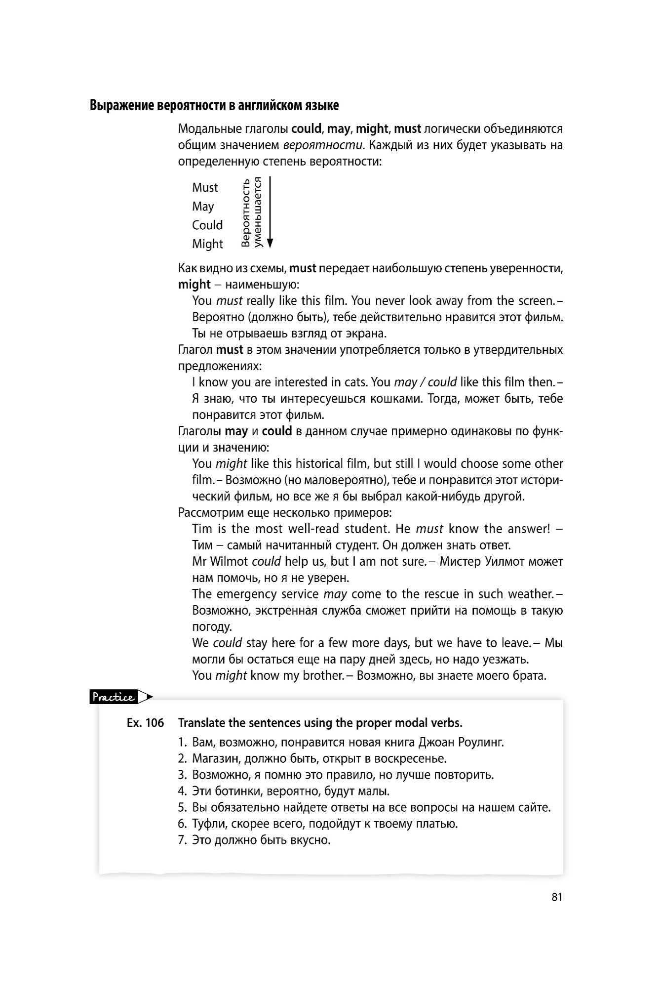 Выражение вероятности в английском языке
Модальные глаголы could, may, might, must логически объединяются
общим значением вероятности. Каждый из них будет указывать на
определенную степень вероятности:
Must
May
Could
Might
Вероятность
уменьшается
Как видно из схемы, must передает наибольшую степень уверенности,
might – наименьшую:
You must really like this film. You never look away from the screen. –
Вероятно (должно быть), тебе действительно нравится этот фильм.
Ты не отрываешь взгляд от экрана.
Глагол must в этом значении употребляется только в утвердительных
предложениях:
I know you are interested in cats. You may / could like this film then. –
Я знаю, что ты интересуешься кошками. Тогда, может быть, тебе
понравится этот фильм.
Глаголы may и could в данном случае примерно одинаковы по функ-
ции и значению:
You might like this historical film, but still I would choose some other
film. – Возможно (но маловероятно), тебе и понравится этот истори-
ческий фильм, но все же я бы выбрал какой-нибудь другой.
Рассмотрим еще несколько примеров:
Tim is the most well-read student. He must know the answer! –
Тим – самый начитанный студент. Он должен знать ответ.
Mr Wilmot could help us, but I am not sure. – Мистер Уилмот может
нам помочь, но я не уверен.
The emergency service may come to the rescue in such weather. –
Возможно, экстренная служба сможет прийти на помощь в такую
погоду.
We could stay here for a few more days, but we have to leave. – Мы
могли бы остаться еще на пару дней здесь, но надо уезжать.
You might know my brother. – Возможно, вы знаете моего брата.
Practice
Ex. 106 Translate the sentences using the proper modal verbs.
1. Вам, возможно, понравится новая книга Джоан Роулинг.
2. Магазин, должно быть, открыт в воскресенье.
3. Возможно, я помню это правило, но лучше повторить.
4. Эти ботинки, вероятно, будут малы.
5. Вы обязательно найдете ответы на все вопросы на нашем сайте.
6. Туфли, скорее всего, подойдут к твоему платью.
7. Это должно быть вкусно.
81